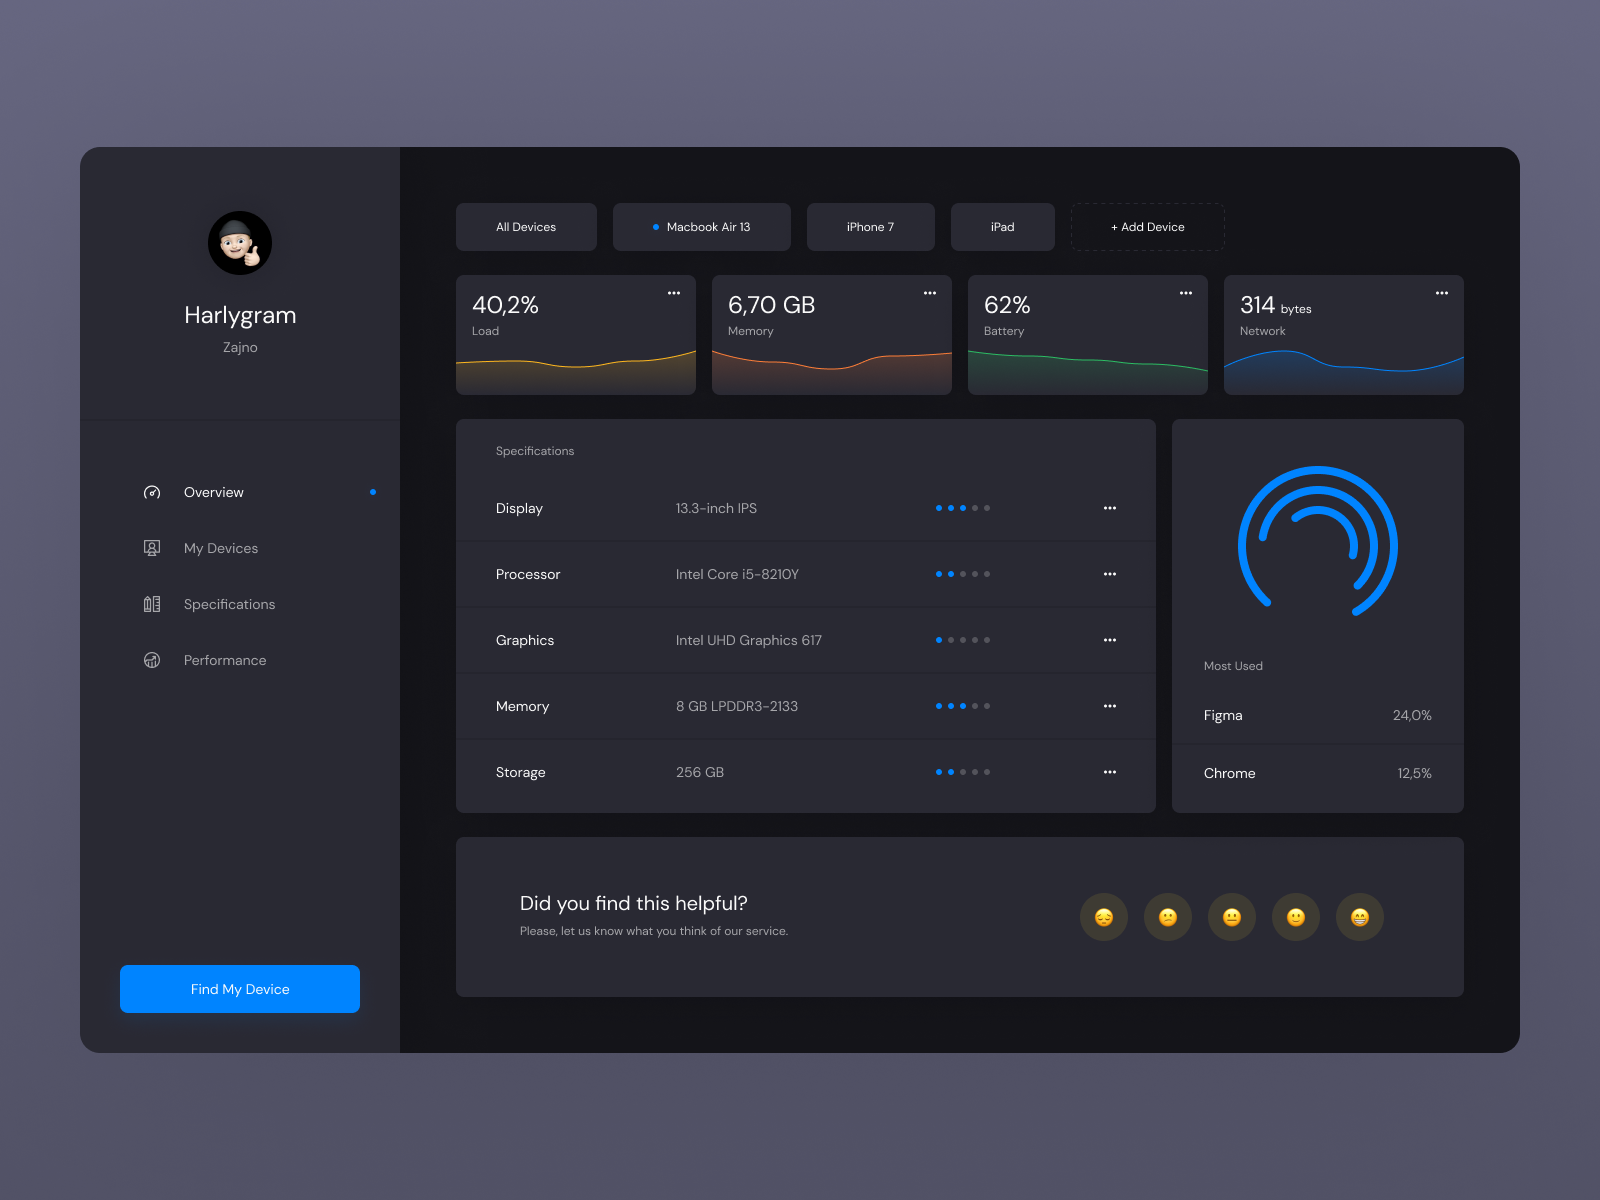 Harlygram
Zajno
Overview
My Devices
Specifications
Performance
Find My Device
All Devices
Macbook Air 13
iPhone 7
iPad
+ Add Device
40,2%
Load
6,70 GB
Memory
62%
Battery
314 bytes
Network
Specifications
Display 13.3-inch IPS
Processor Intel Core i5-8210Y
Graphics Intel UHD Graphics 617
Memory 8 GB LPDDR3-2133
Storage 256 GB
Most Used
Figma 24,0%
Chrome 12,5%
Did you find this helpful?
Please, let us know what you think of our service.